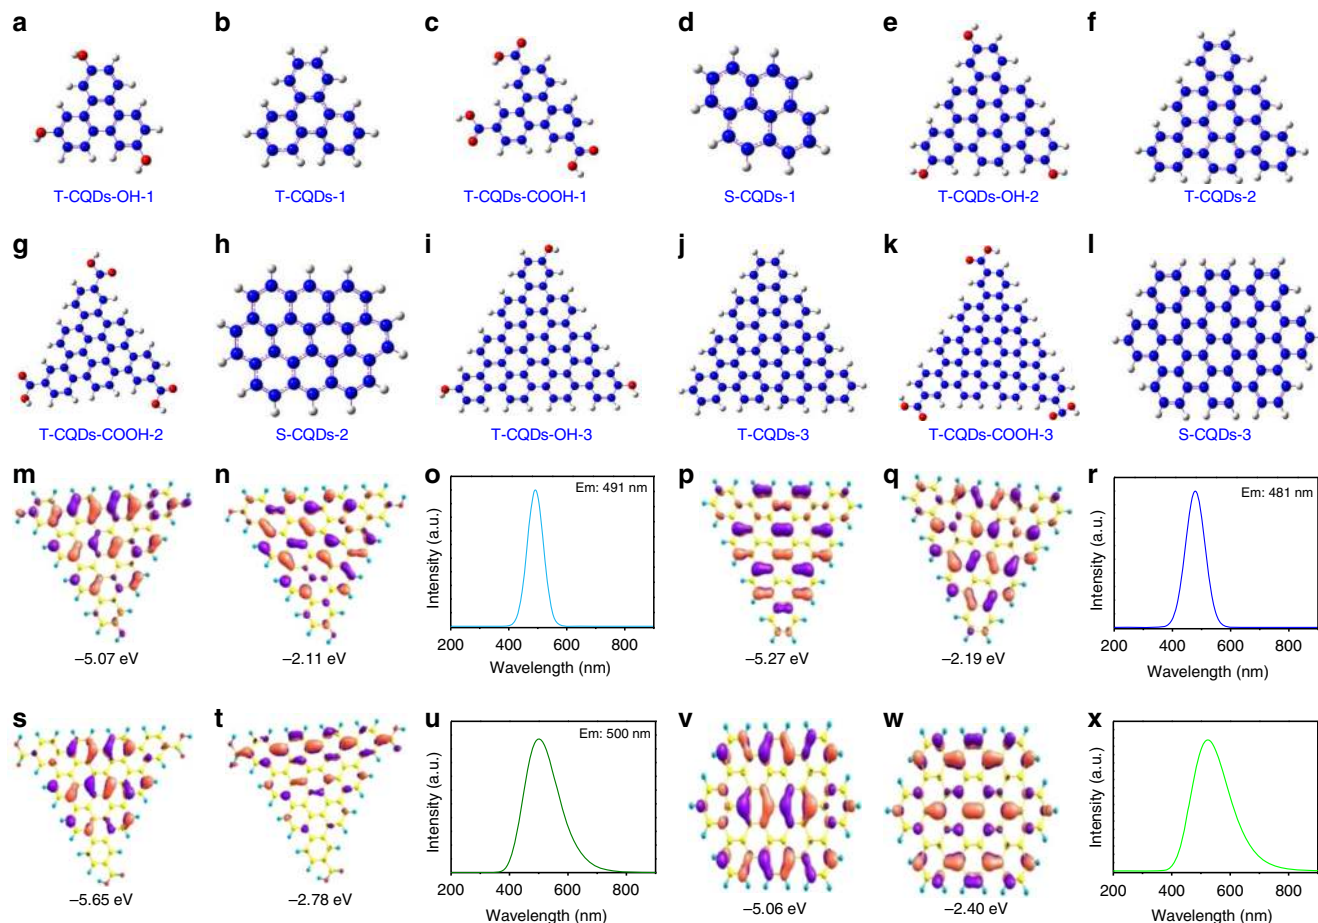 a b c d e f
T-CQDs-OH-1 T-CQDs-1 T-CQDs-COOH-1 S-CQDs-1 T-CQDs-OH-2 T-CQDs-2
g h i j k l
T-CQDs-COOH-2 S-CQDs-2 T-CQDs-OH-3 T-CQDs-3 T-CQDs-COOH-3 S-CQDs-3
m n o p q r
Em: 491 nm Em: 481 nm
Intensity (a.u.) Intensity (a.u.)
200 400 600 800 200 400 600 800
Wavelength (nm) Wavelength (nm)
–5.07 eV –2.11 eV –5.27 eV –2.19 eV
s t u v w x
Em: 500 nm
Intensity (a.u.) Intensity (a.u.)
200 400 600 800 200 400 600 800
Wavelength (nm) Wavelength (nm)
–5.65 eV –2.78 eV –5.06 eV –2.40 eV